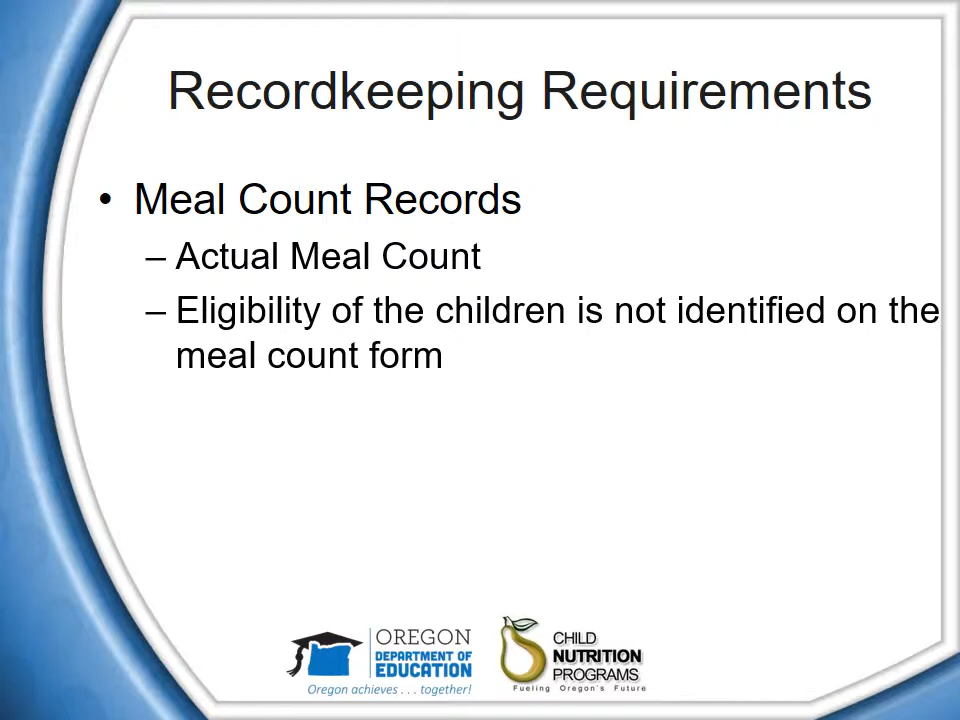 Recordkeeping Requirements
• Meal Count Records
– Actual Meal Count
– Eligibility of the children is not identified on the
meal count form
OREGON
DEPARTMENT OF
EDUCATION
Oregon achieves . . . together!
CHILD
NUTRITION
PROGRAMS
Fueling Oregon's Future